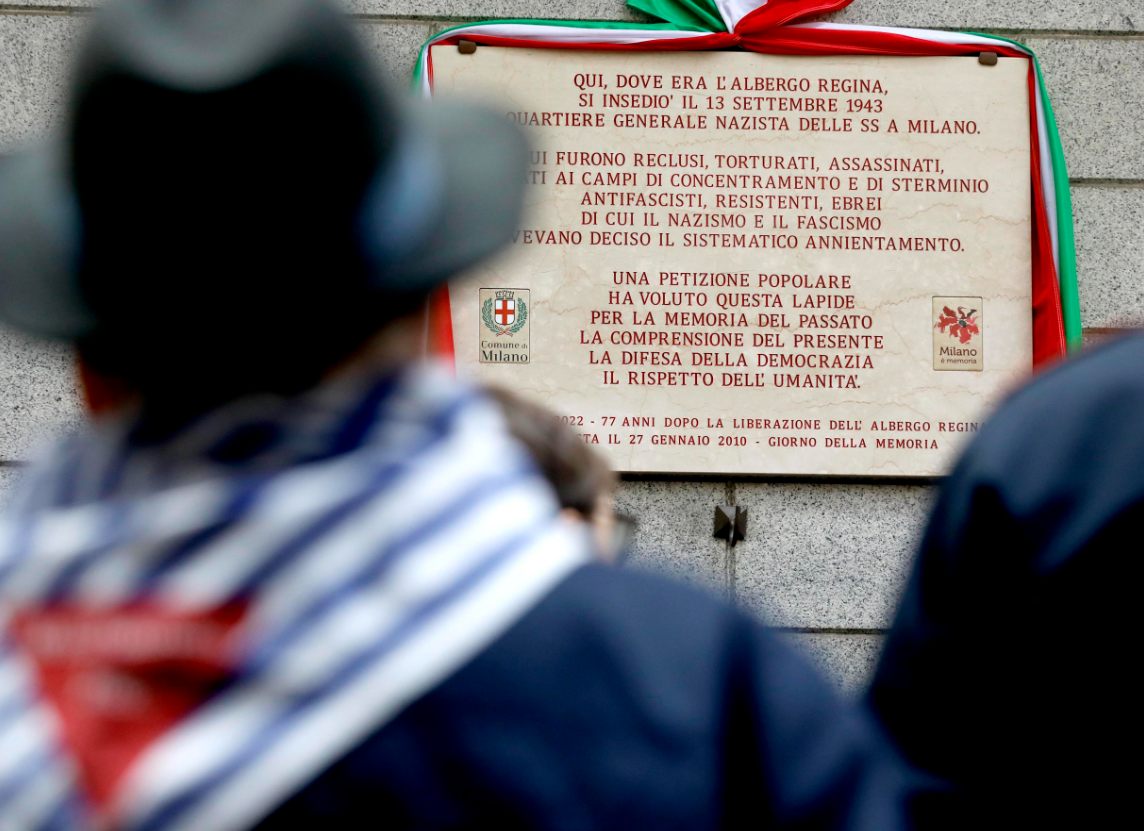 QUI, DOVE ERA L'ALBERGO REGINA,
SI INSEDIO' IL 13 SETTEMBRE 1943
QUARTIERE GENERALE NAZISTA DELLE SS A MILANO.
FURONO RECLUSI, TORTURATI, ASSASSINATI,
AI CAMPI DI CONCENTRAMENTO E DI STERMINIO
ANTIFASCISTI, RESISTENTI, EBREI
DI CUI IL NAZISMO E IL FASCISMO
DECISO IL SISTEMATICO ANNIENTAMENTO.
UNA PETIZIONE POPOLARE
HA VOLUTO QUESTA LAPIDE
PER LA MEMORIA DEL PASSATO
LA COMPRENSIONE DEL PRESENTE
LA DIFESA DELLA DEMOCRAZIA
IL RISPETTO DELL' UMANITA'.
Comune di
Milano
Milano
è memoria
- 77 ANNI DOPO LA LIBERAZIONE DELL' ALBERGO REGINA
IL 27 GENNAIO 2010 - GIORNO DELLA MEMORIA